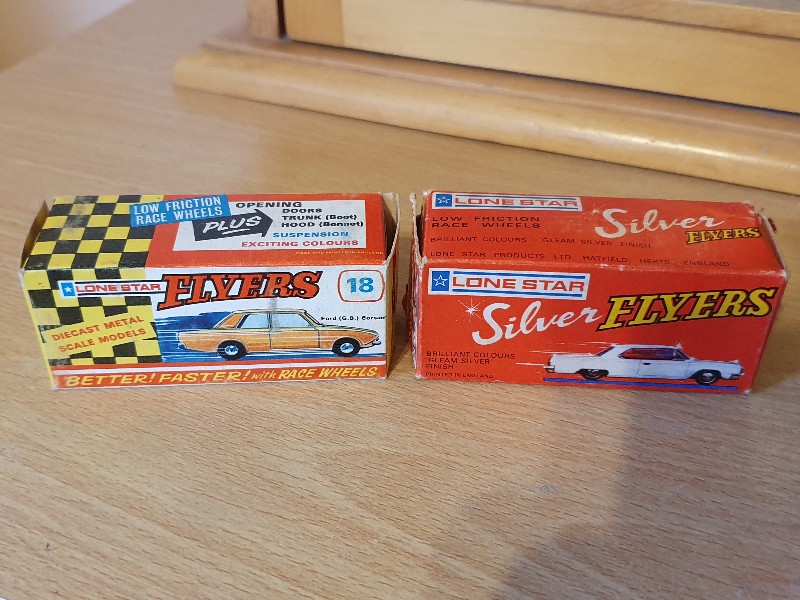 LOW FRICTION
RACE WHEELS
PLUS
OPENING
DOORS
TRUNK (Boot)
HOOD (Bonnet)
SUSPENSION
EXCITING COLOURS
LONE STAR
FLYERS
18
DIECAST METAL
SCALE MODELS
Ford (G.B.) Corsair
BETTER! FASTER! with RACE WHEELS
LONE STAR
LOW FRICTION
RACE WHEELS
Silver
FLYERS
BRILLIANT COLOURS GLEAM SILVER FINISH
LONE STAR PRODUCTS LTD HATFIELD HERTS ENGLAND
LONE STAR
Silver FLYERS
BRILLIANT COLOURS
"GLEAM SILVER"
FINISH
PRINTED IN ENGLAND